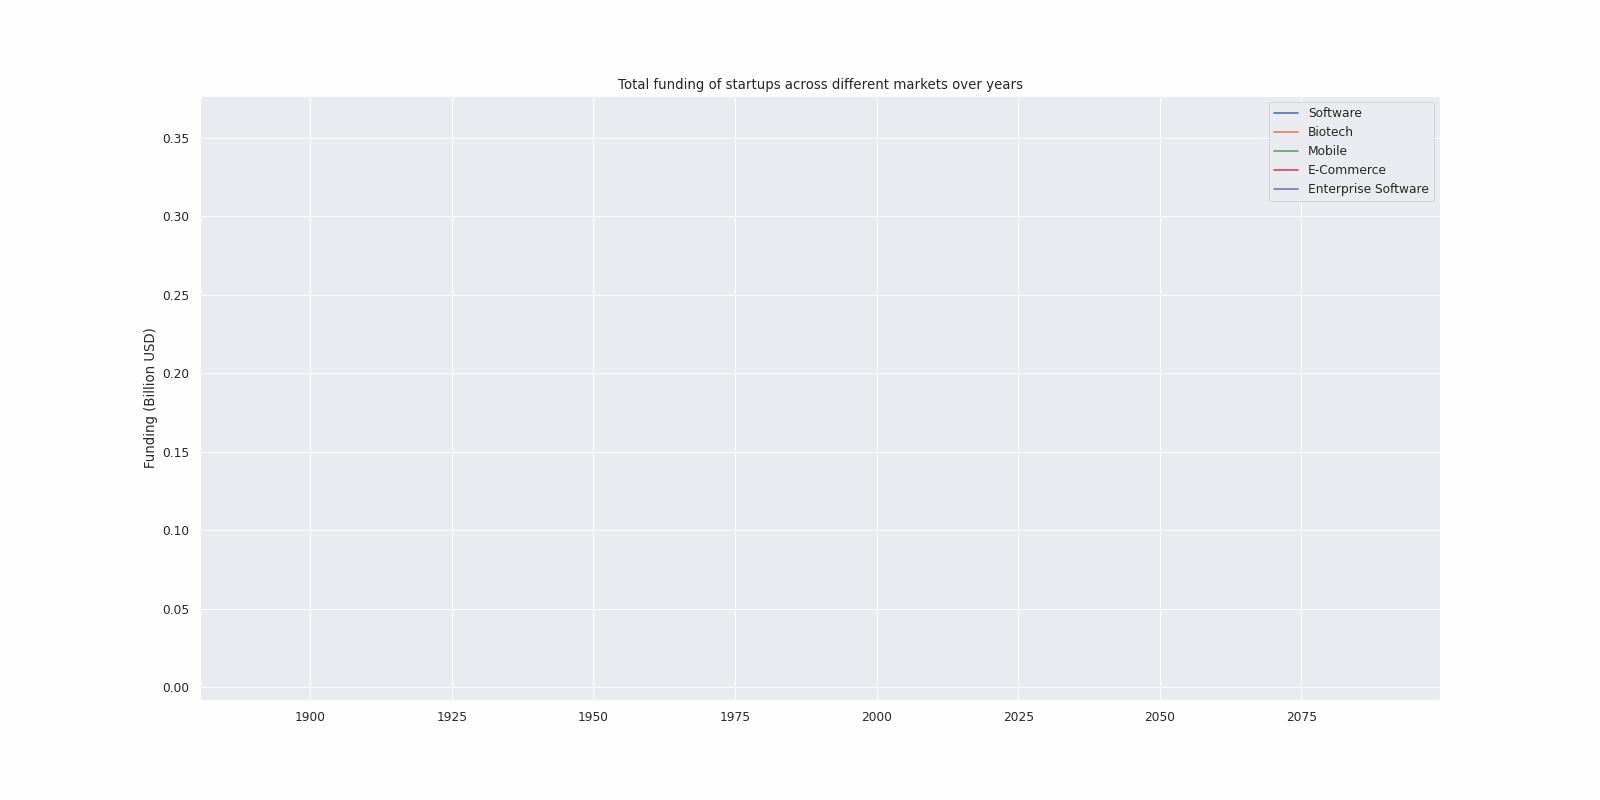 Total funding of startups across different markets over years
Software
Biotech
Mobile
E-Commerce
Enterprise Software
Funding (Billion USD)
0.35
0.30
0.25
0.20
0.15
0.10
0.05
0.00
1900 1925 1950 1975 2000 2025 2050 2075